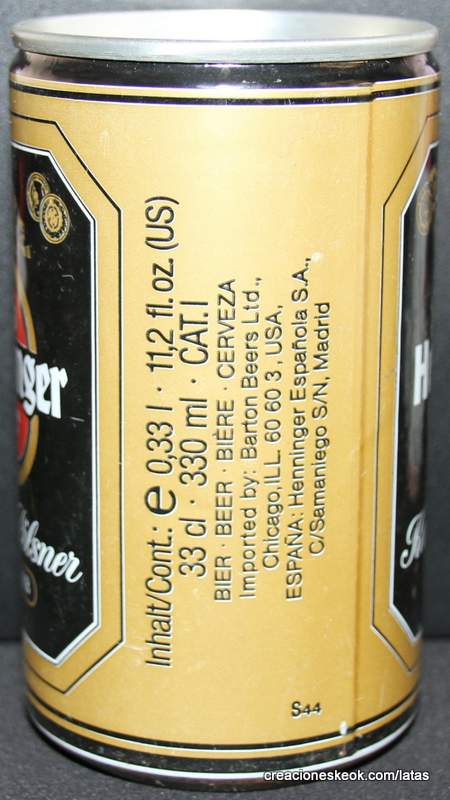 Inhalt/Cont.: e 0,33 l · 11,2 fl. oz. (US)
33 cl · 330 ml · CAT. I
BIER · BEER · BIÈRE · CERVEZA
Imported by: Barton Beers Ltd.,
Chicago, ILL. 60 60 3, USA,
ESPAÑA: Henninger Española S.A.,
C/Samaniego S/N, Madrid
S44
creacioneskeok.com/latas